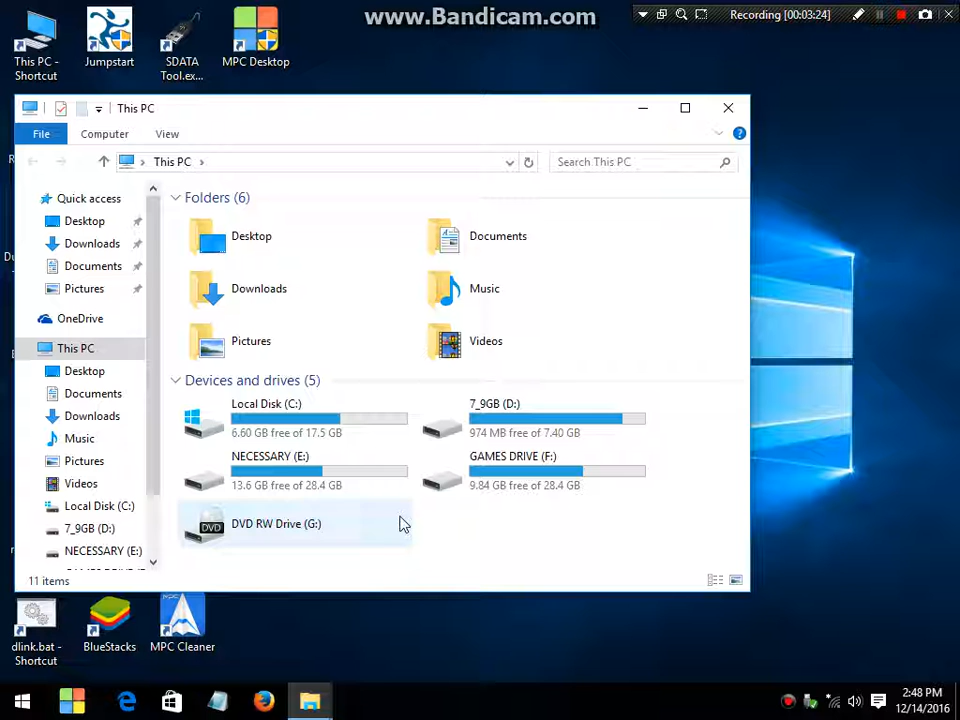 www.Bandicam.com
Recording [00:03:24]
This PC -
Shortcut
Jumpstart
SDATA
Tool.ex...
MPC Desktop
This PC
File
Computer
View
This PC
Search This PC
Quick access
Desktop
Downloads
Documents
Pictures
OneDrive
This PC
Desktop
Documents
Downloads
Music
Pictures
Videos
Local Disk (C:)
7_9GB (D:)
NECESSARY (E:)
Folders (6)
Desktop
Documents
Downloads
Music
Pictures
Videos
Devices and drives (5)
Local Disk (C:)
6.60 GB free of 17.5 GB
7_9GB (D:)
974 MB free of 7.40 GB
NECESSARY (E:)
13.6 GB free of 28.4 GB
GAMES DRIVE (F:)
9.84 GB free of 28.4 GB
DVD
DVD RW Drive (G:)
11 items
dlink.bat -
Shortcut
BlueStacks
MPC
MPC Cleaner
2:48 PM
12/14/2016